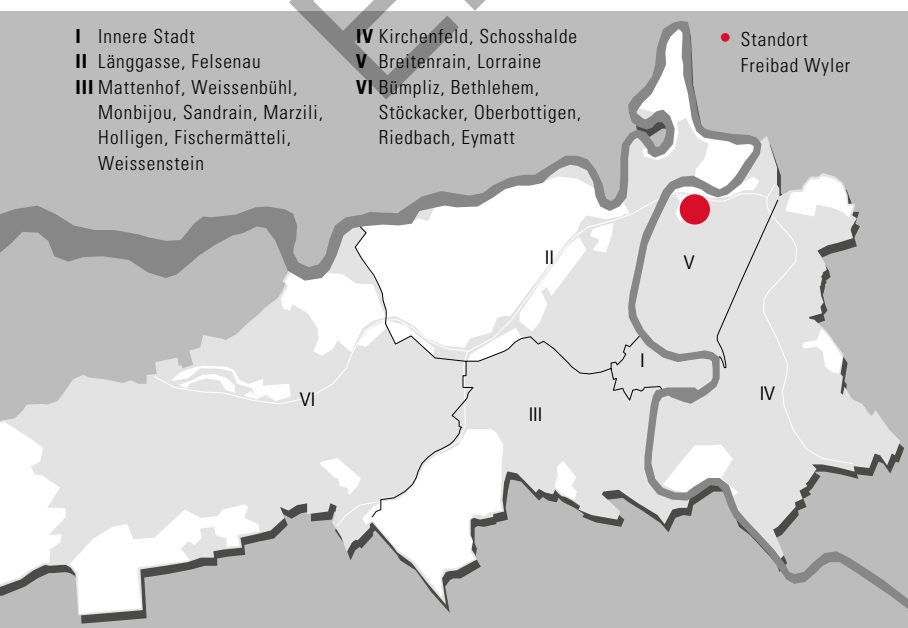 I Innere Stadt
II Länggasse, Felsenau
III Mattenhof, Weissenbühl,
Monbijou, Sandrain, Marzili,
Holligen, Fischermätteli,
Weissenstein
IV Kirchenfeld, Schosshalde
V Breitenrain, Lorraine
VI Bümpliz, Bethlehem,
Stöckacker, Oberbottigen,
Riedbach, Eymatt
Standort
Freibad Wyler
II
V
I
VI
III
IV